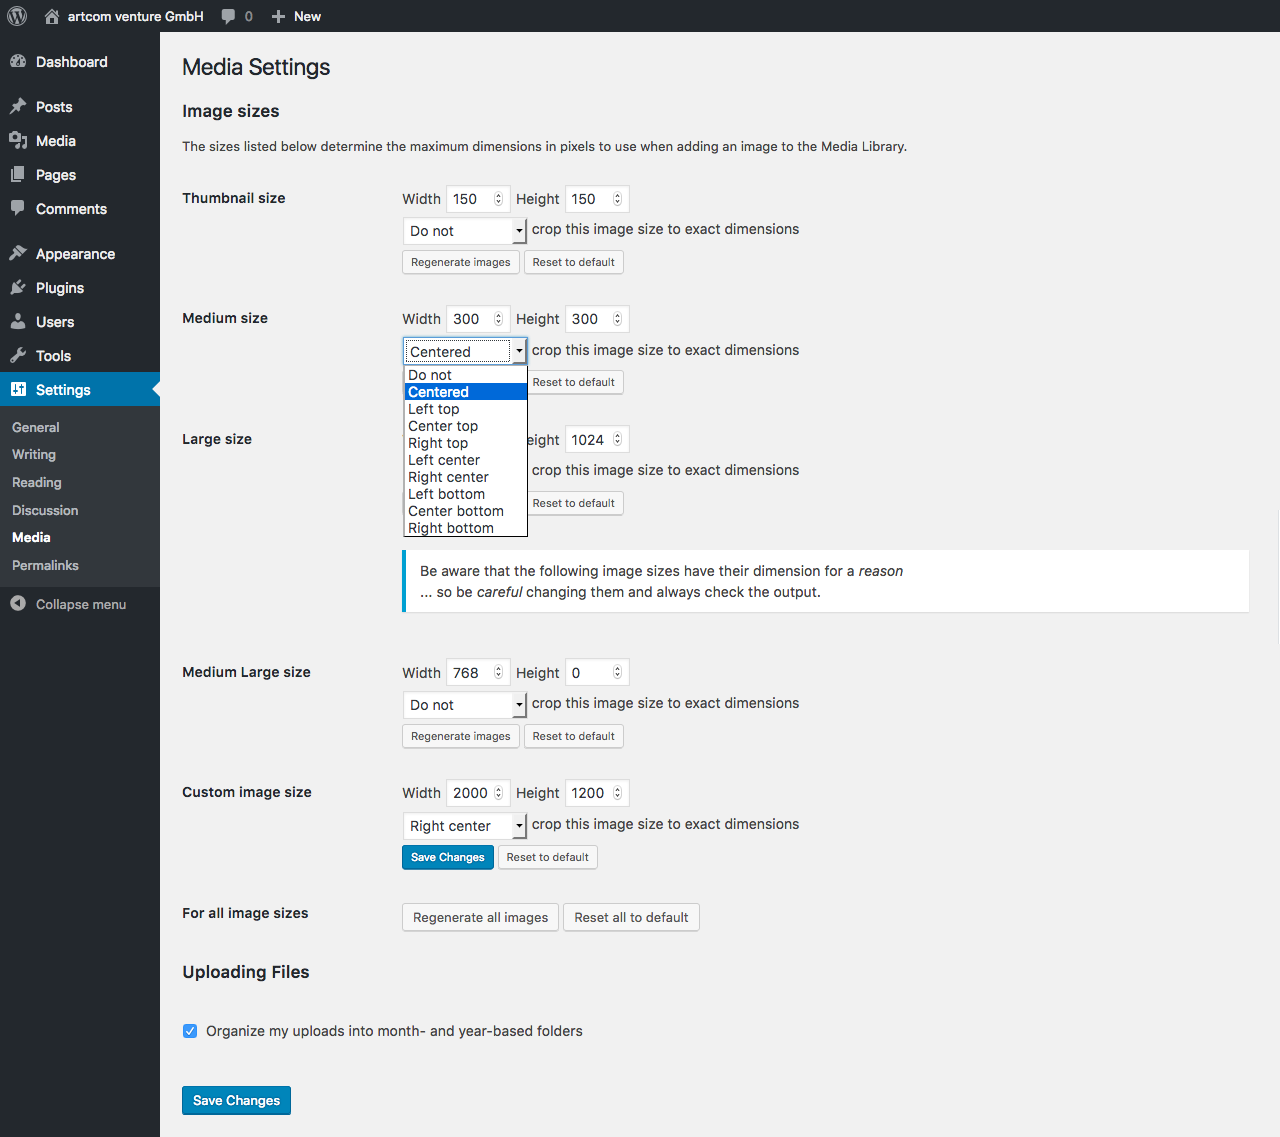 artcom venture GmbH 0 New
Dashboard
Posts
Media
Pages
Comments
Appearance
Plugins
Users
Tools
Settings
General
Writing
Reading
Discussion
Media
Permalinks
Collapse menu
Media Settings
Image sizes
The sizes listed below determine the maximum dimensions in pixels to use when adding an image to the Media Library.
Thumbnail size Width 150 Height 150
Do not crop this image size to exact dimensions
Regenerate images Reset to default
Medium size Width 300 Height 300
Centered crop this image size to exact dimensions
Do not
Reset to default
Centered
Left top
Center top
Right top
Left center
Right center
Left bottom
Center bottom
Right bottom
Large size eight 1024
crop this image size to exact dimensions
Reset to default
Be aware that the following image sizes have their dimension for a reason
... so be careful changing them and always check the output.
Medium Large size Width 768 Height 0
Do not crop this image size to exact dimensions
Regenerate images Reset to default
Custom image size Width 2000 Height 1200
Right center crop this image size to exact dimensions
Save Changes Reset to default
For all image sizes Regenerate all images Reset all to default
Uploading Files
Organize my uploads into month- and year-based folders
Save Changes